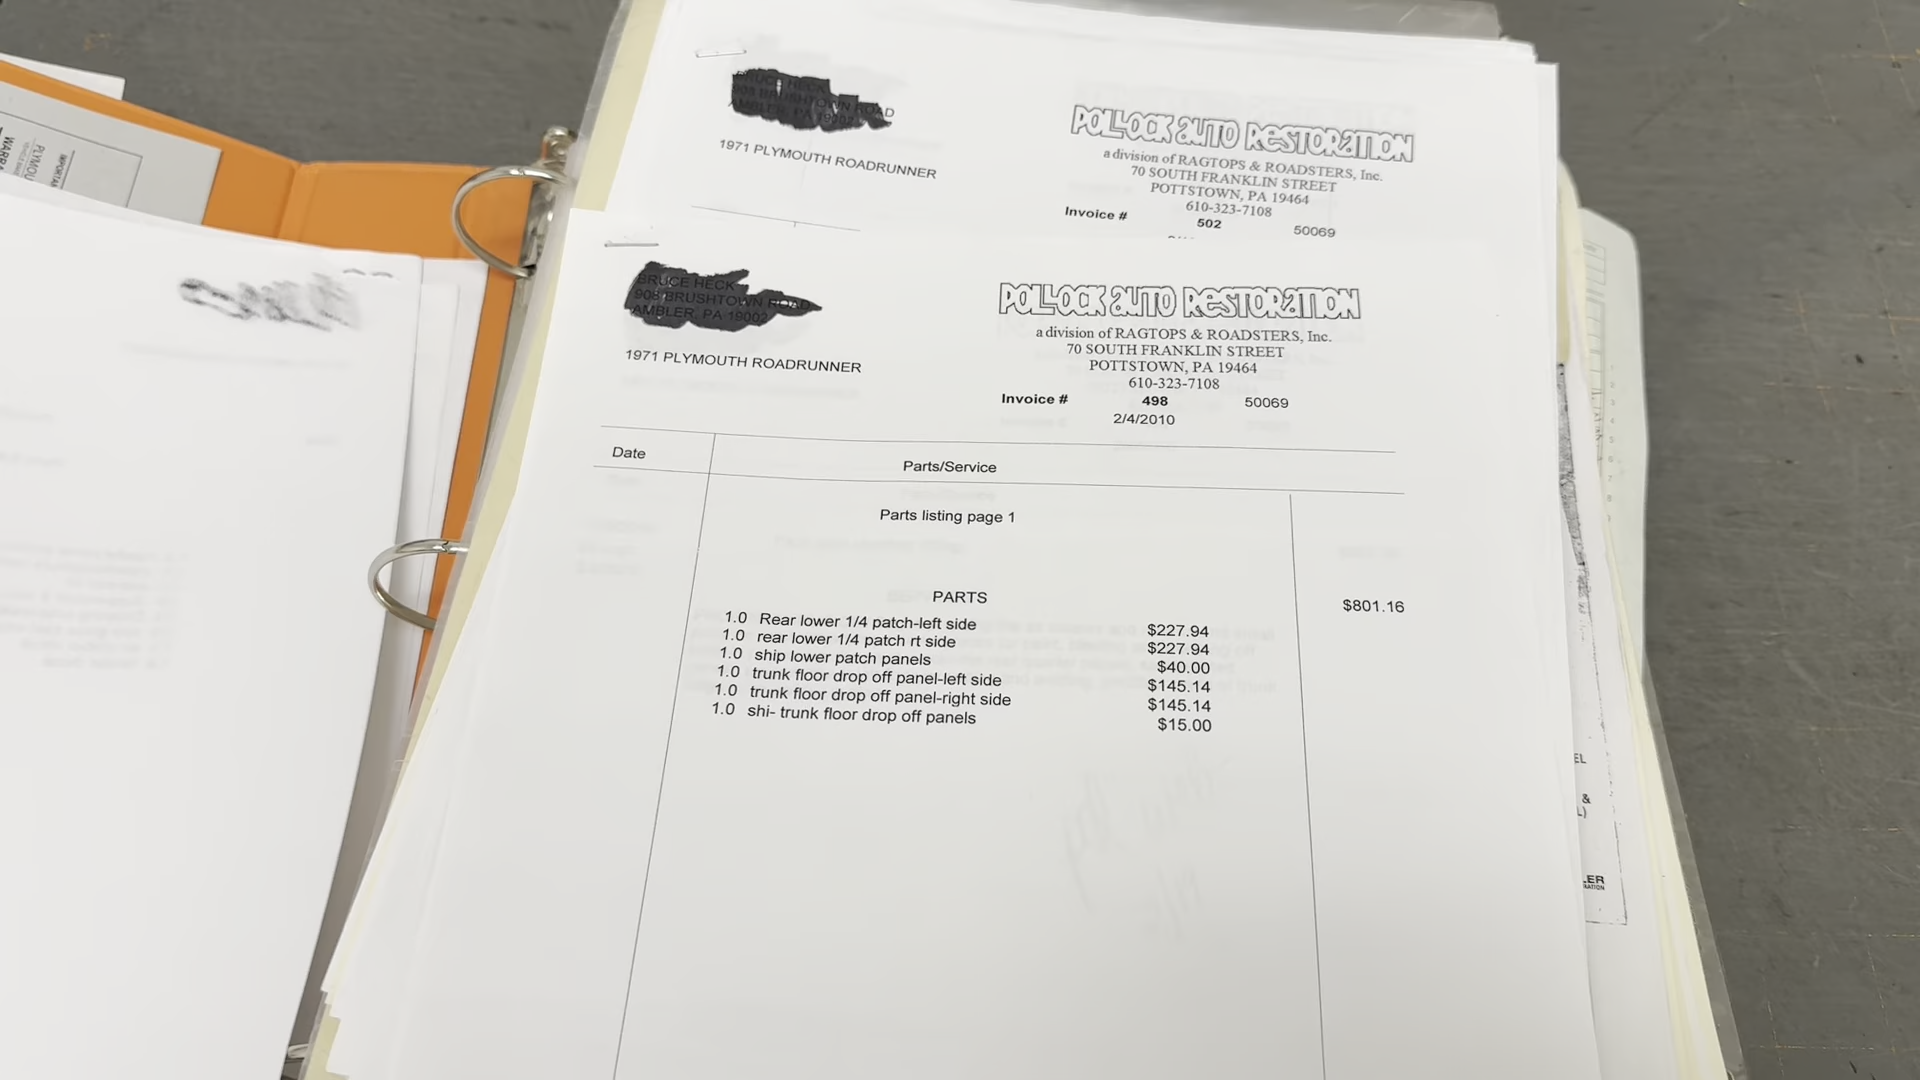 1971 PLYMOUTH ROADRUNNER
POLLOCK AUTO RESTORATION
a division of RAGTOPS & ROADSTERS, Inc.
70 SOUTH FRANKLIN STREET
POTTSTOWN, PA 19464
610-323-7108
Invoice # 502 50069
1971 PLYMOUTH ROADRUNNER
POLLOCK AUTO RESTORATION
a division of RAGTOPS & ROADSTERS, Inc.
70 SOUTH FRANKLIN STREET
POTTSTOWN, PA 19464
610-323-7108
Invoice # 498 50069
2/4/2010
Date Parts/Service
Parts listing page 1
PARTS $801.16
1.0 Rear lower 1/4 patch-left side $227.94
1.0 rear lower 1/4 patch rt side $227.94
1.0 ship lower patch panels $40.00
1.0 trunk floor drop off panel-left side $145.14
1.0 trunk floor drop off panel-right side $145.14
1.0 shi- trunk floor drop off panels $15.00